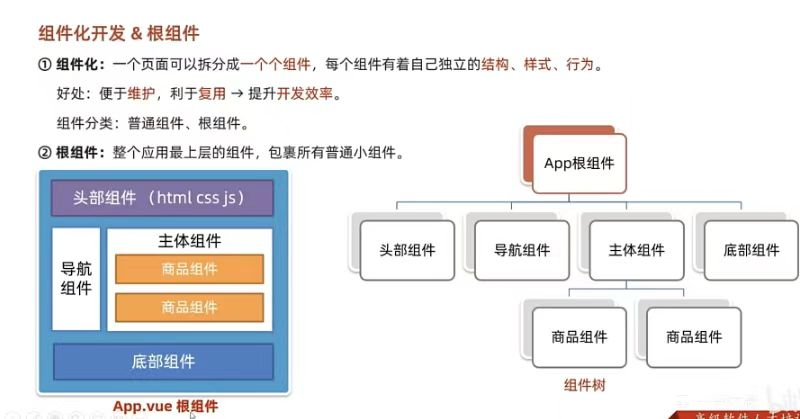 组件化开发 & 根组件
① 组件化：一个页面可以拆分成一个个组件，每个组件有着自己独立的结构、样式、行为。
好处：便于维护，利于复用 → 提升开发效率。
组件分类：普通组件、根组件。
② 根组件：整个应用最上层的组件，包裹所有普通小组件。
头部组件（html css js）
导航
组件
主体组件
商品组件
商品组件
底部组件
App.vue 根组件
App根组件
头部组件
导航组件
主体组件
底部组件
商品组件
商品组件
组件树